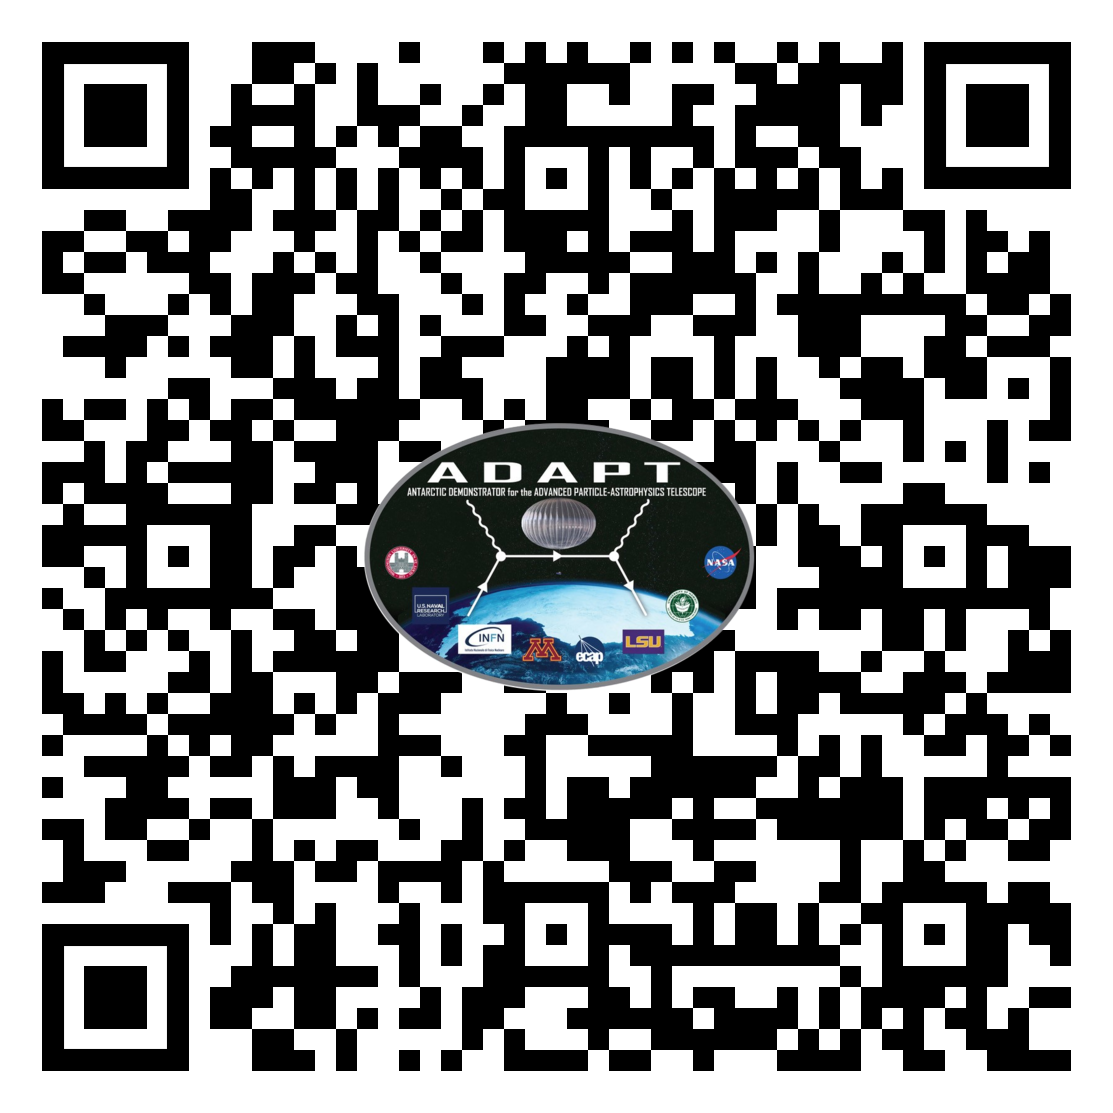 ADAPT
ANTARCTIC DEMONSTRATOR for the ADVANCED PARTICLE-ASTROPHYSICS TELESCOPE
NASA
U.S. NAVAL
RESEARCH
LABORATORY
INFN
ecap
LSU